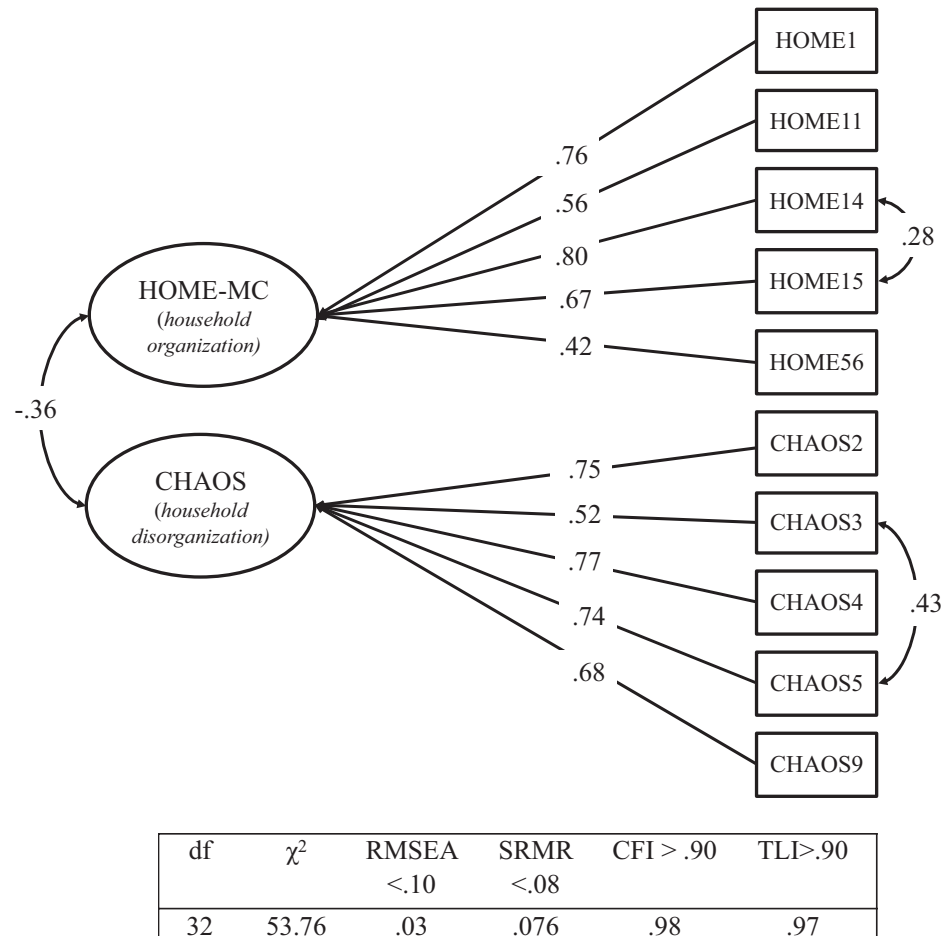 HOME1
HOME11
.76
.56
HOME14
.80
.28
HOME-MC
(household
organization)
.67
HOME15
.42
HOME56
-.36
CHAOS2
.75
CHAOS
(household
disorganization)
.52
CHAOS3
.77
CHAOS4
.43
.74
CHAOS5
.68
CHAOS9
df χ² RMSEA SRMR CFI > .90 TLI>.90
<.10 <.08
32 53.76 .03 .076 .98 .97